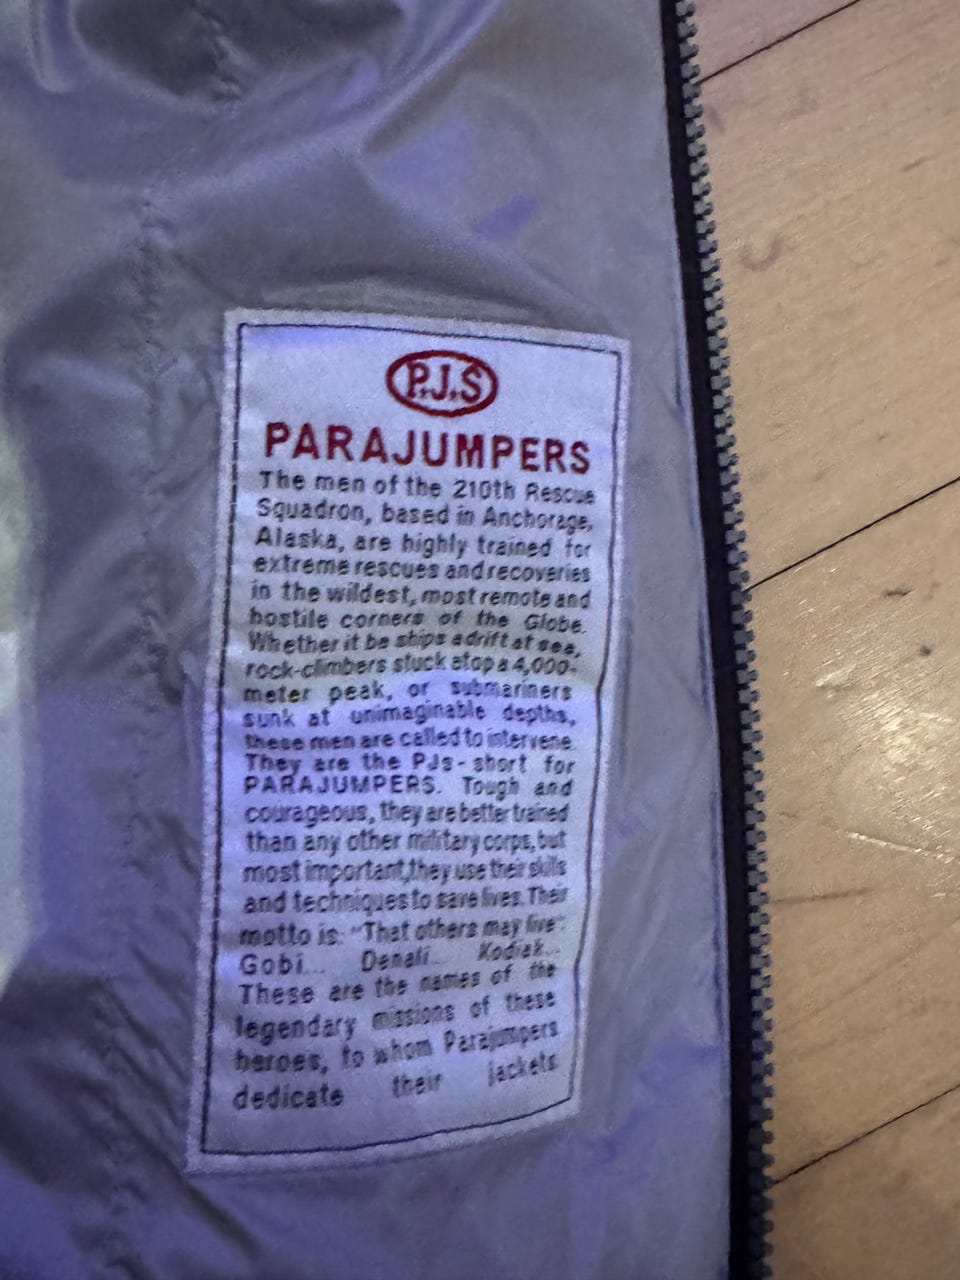 P.J.S
PARAJUMPERS
The men of the 210th Rescue
Squadron, based in Anchorage,
Alaska, are highly trained for
extreme rescues and recoveries
in the wildest, most remote and
hostile corners of the Globe.
Whether it be ships adrift at sea,
rock-climbers stuck atop a 4,000-
meter peak, or submariners
sunk at unimaginable depths,
these men are called to intervene.
They are the PJs - short for
PARAJUMPERS. Tough and
courageous, they are better trained
than any other military corps, but
most important, they use their skills
and techniques to save lives. Their
motto is: "That others may live".
Gobi... Denali... Kodiak...
These are the names of the
legendary missions of these
heroes, to whom Parajumpers
dedicate their jackets